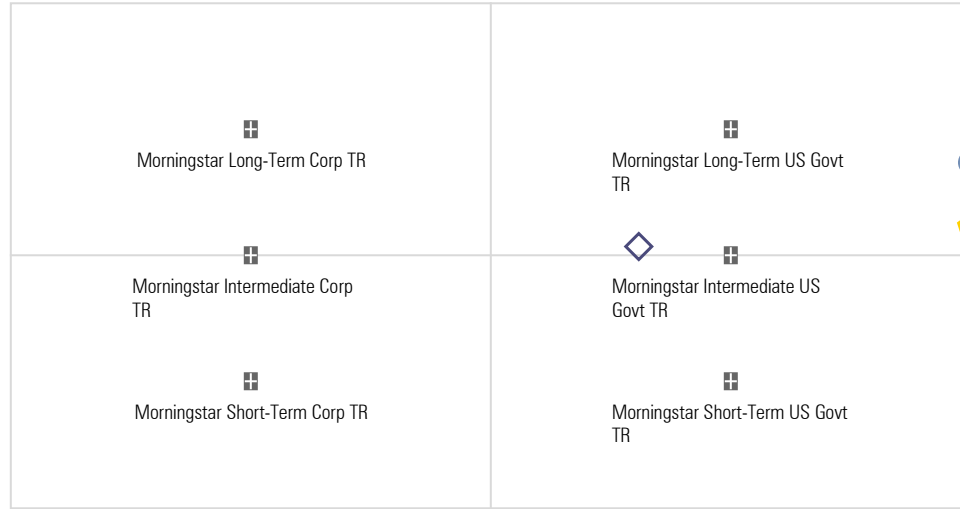 Morningstar Long-Term Corp TR
Morningstar Long-Term US Govt
TR
Morningstar Intermediate Corp
TR
Morningstar Intermediate US
Govt TR
Morningstar Short-Term Corp TR
Morningstar Short-Term US Govt
TR